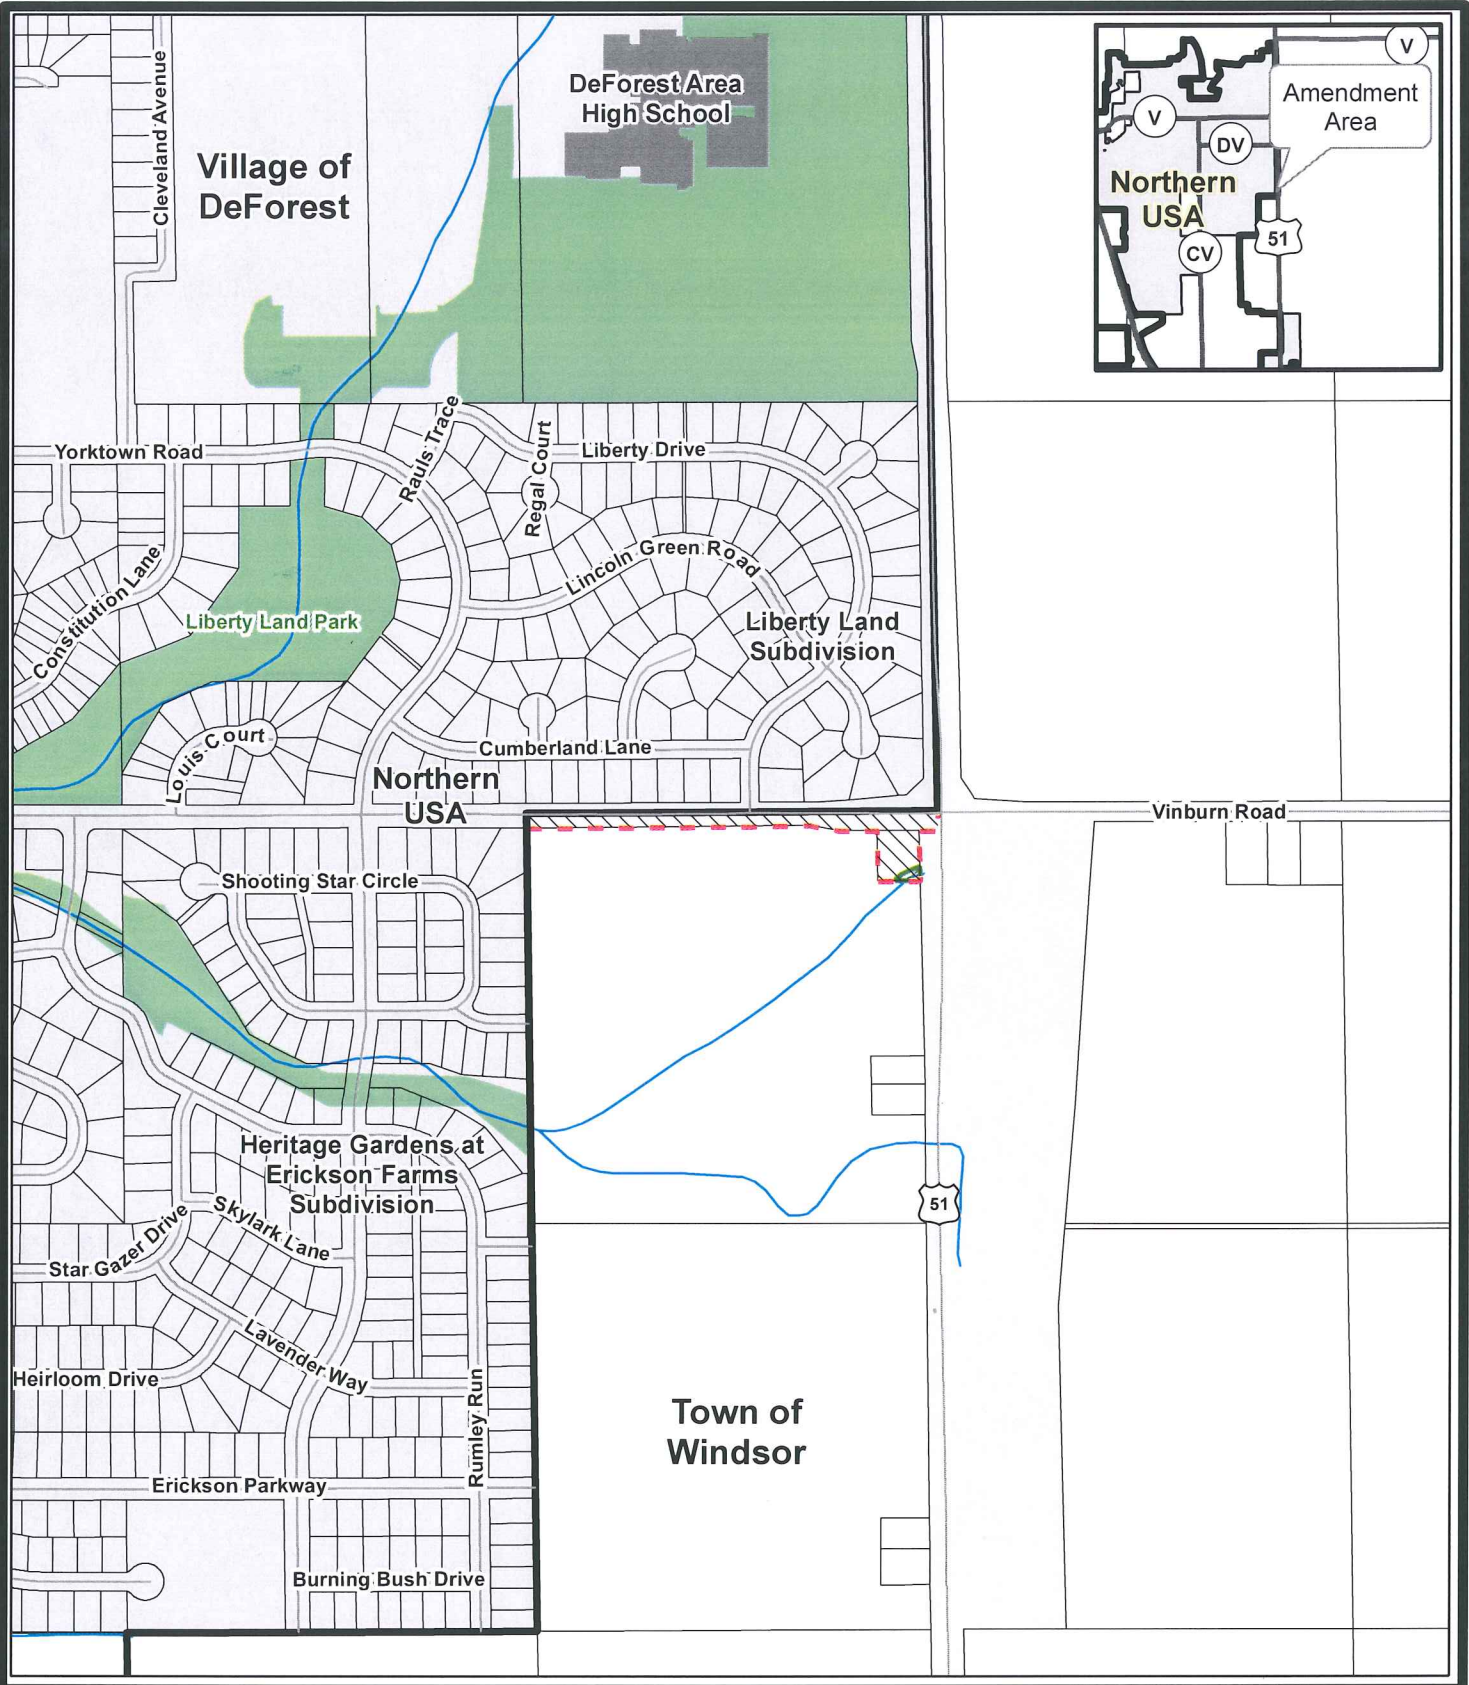 Cleveland Avenue
DeForest Area
High School
Village of
DeForest
V
Amendment
Area
V
DV
Northern
USA
51
CV
Yorktown Road
Rauls Trace
Regal Court
Liberty Drive
Constitution Lane
Lincoln Green Road
Liberty Land Park
Liberty Land
Subdivision
Louis Court
Cumberland Lane
Northern
USA
Vinburn Road
Shooting Star Circle
Heritage Gardens at
Erickson Farms
Subdivision
51
Skylark Lane
Star Gazer Drive
Lavender Way
Heirloom Drive
Rumley Run
Town of
Windsor
Erickson Parkway
Burning Bush Drive